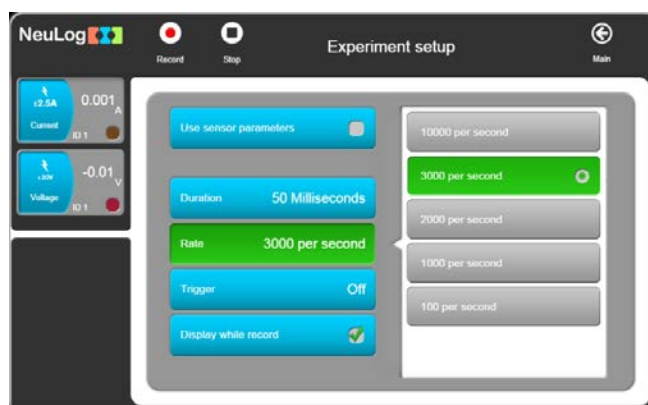 NeuLog
Record
Stop
Experiment setup
Main
±2.5A
0.001 A
Current
ID 1
-0.01 V
Voltage
ID 1
Use sensor parameters
Duration 50 Milliseconds
Rate 3000 per second
Trigger Off
Display while record
10000 per second
3000 per second
2000 per second
1000 per second
100 per second